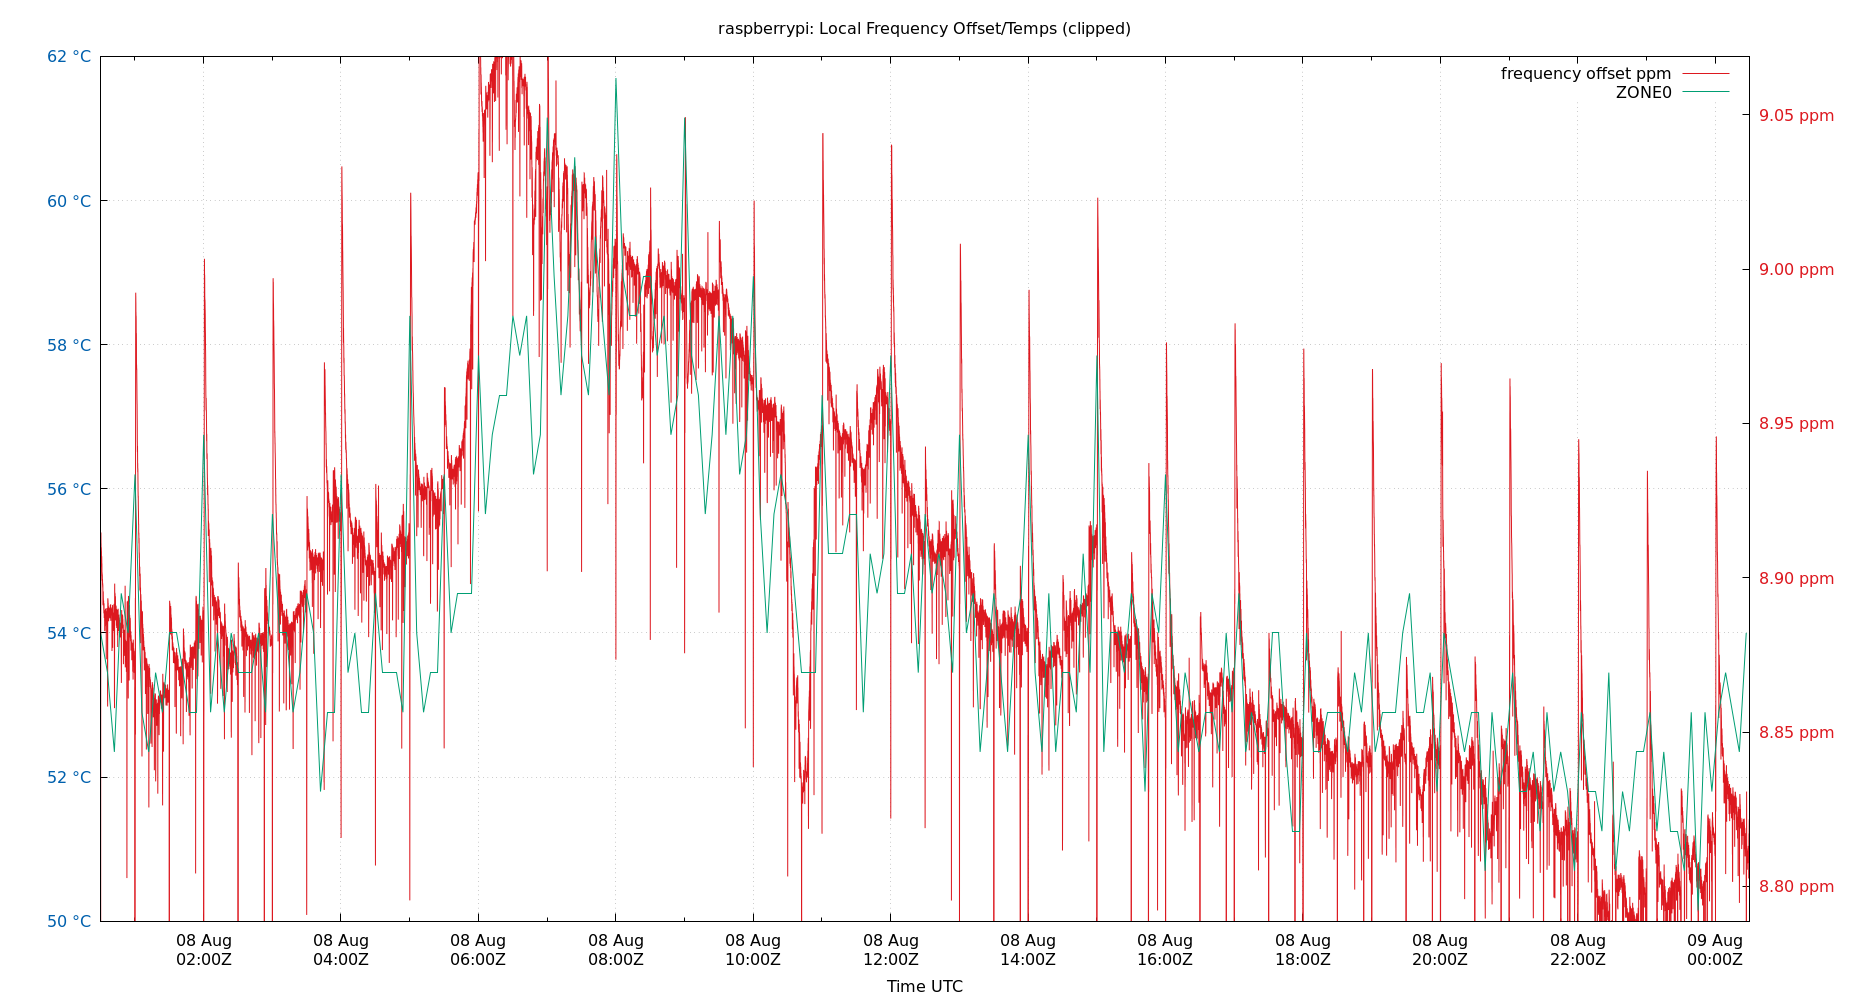 raspberrypi: Local Frequency Offset/Temps (clipped)
62 °C
60 °C
58 °C
56 °C
54 °C
52 °C
50 °C
frequency offset ppm
ZONE0
9.05 ppm
9.00 ppm
8.95 ppm
8.90 ppm
8.85 ppm
8.80 ppm
08 Aug 08 Aug 08 Aug 08 Aug 08 Aug 08 Aug 08 Aug 08 Aug 08 Aug 08 Aug 08 Aug 09 Aug
02:00Z 04:00Z 06:00Z 08:00Z 10:00Z 12:00Z 14:00Z 16:00Z 18:00Z 20:00Z 22:00Z 00:00Z
Time UTC